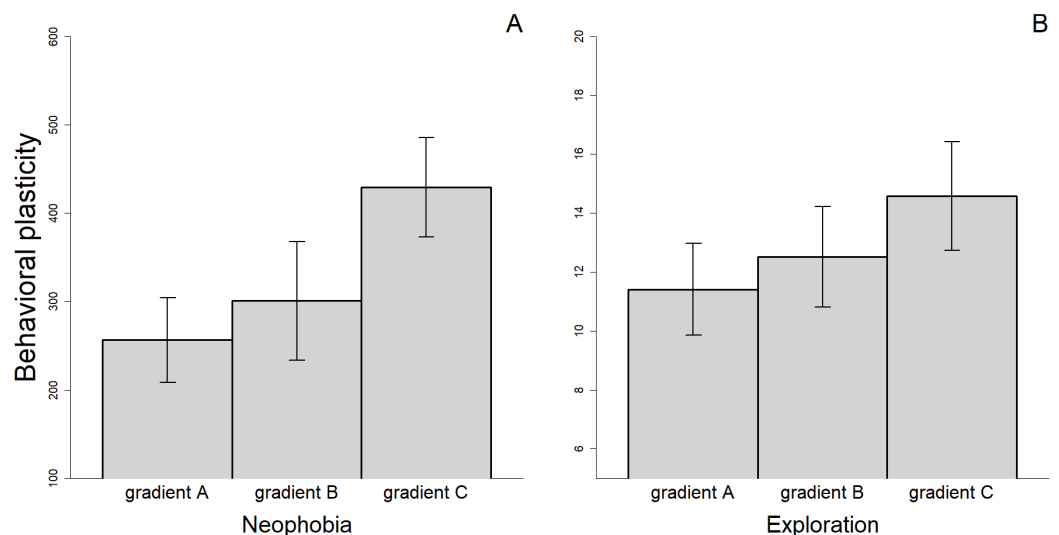 A
B
Behavioral plasticity
600
500
400
300
200
100
gradient A
gradient B
gradient C
Neophobia
20
18
16
14
12
10
8
6
gradient A
gradient B
gradient C
Exploration